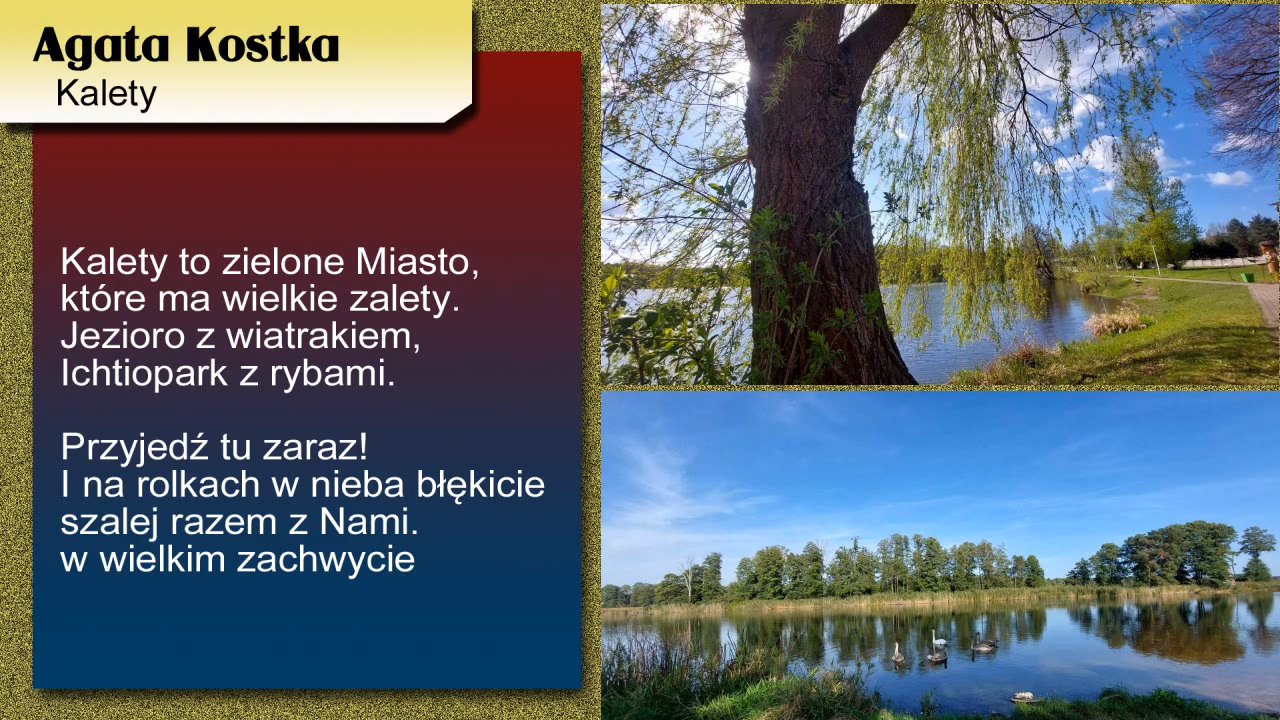 Agata Kostka
Kalety
Kalety to zielone Miasto,
które ma wielkie zalety.
Jezioro z wiatrakiem,
Ichtiopark z rybami.
Przyjedź tu zaraz!
I na rolkach w nieba błękicie
szalej razem z Nami.
w wielkim zachwycie